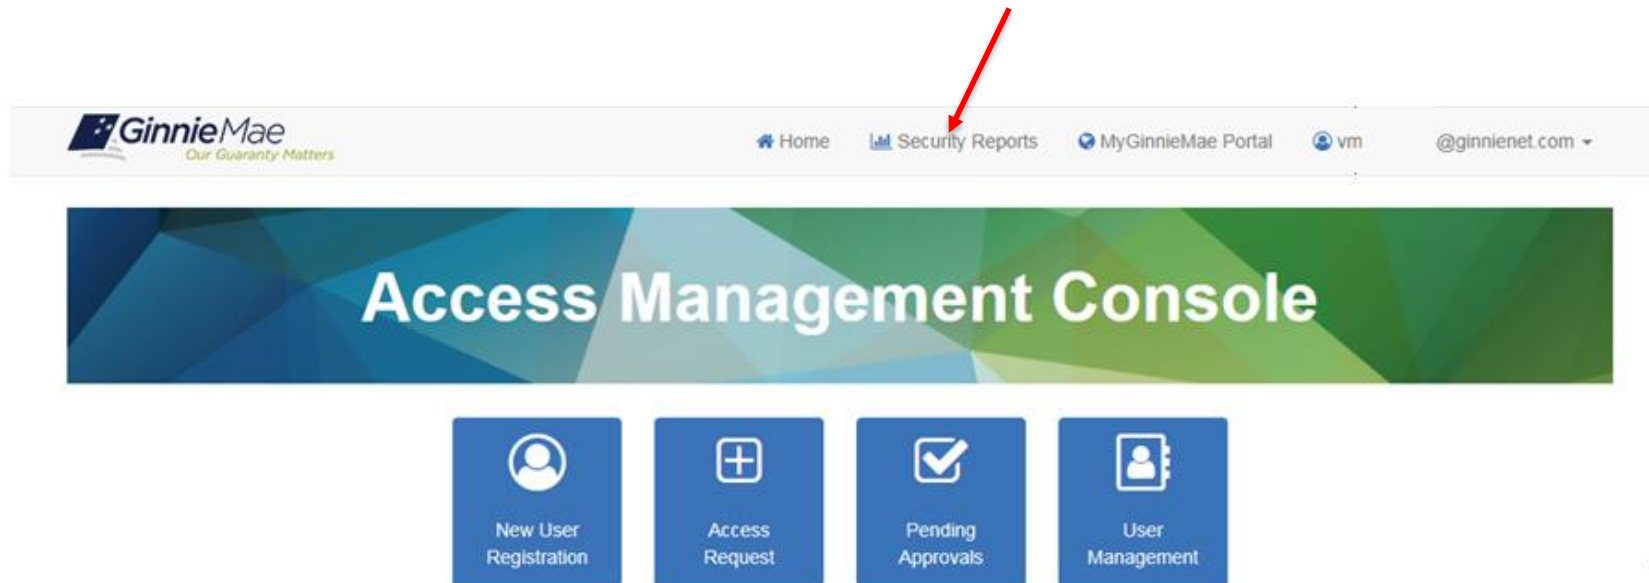 GinnieMae
Our Guaranty Matters
Home Security Reports MyGinnieMae Portal vm @ginnienet.com
Access Management Console
New User
Registration
Access
Request
Pending
Approvals
User
Management